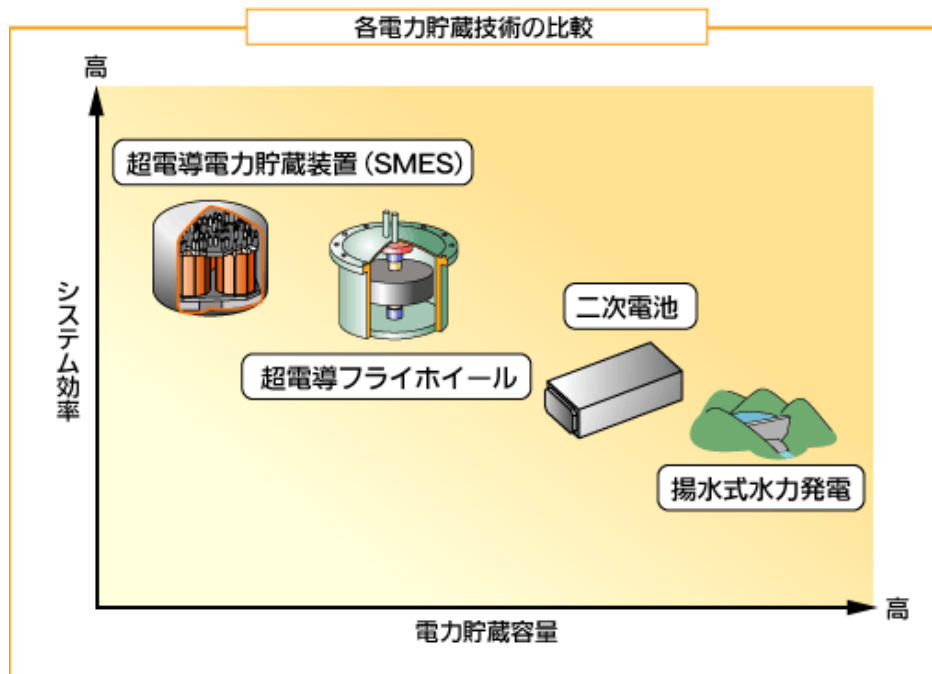 各電力貯蔵技術の比較
高
超電導電力貯蔵装置（SMES）
システム効率
二次電池
超電導フライホイール
揚水式水力発電
高
電力貯蔵容量